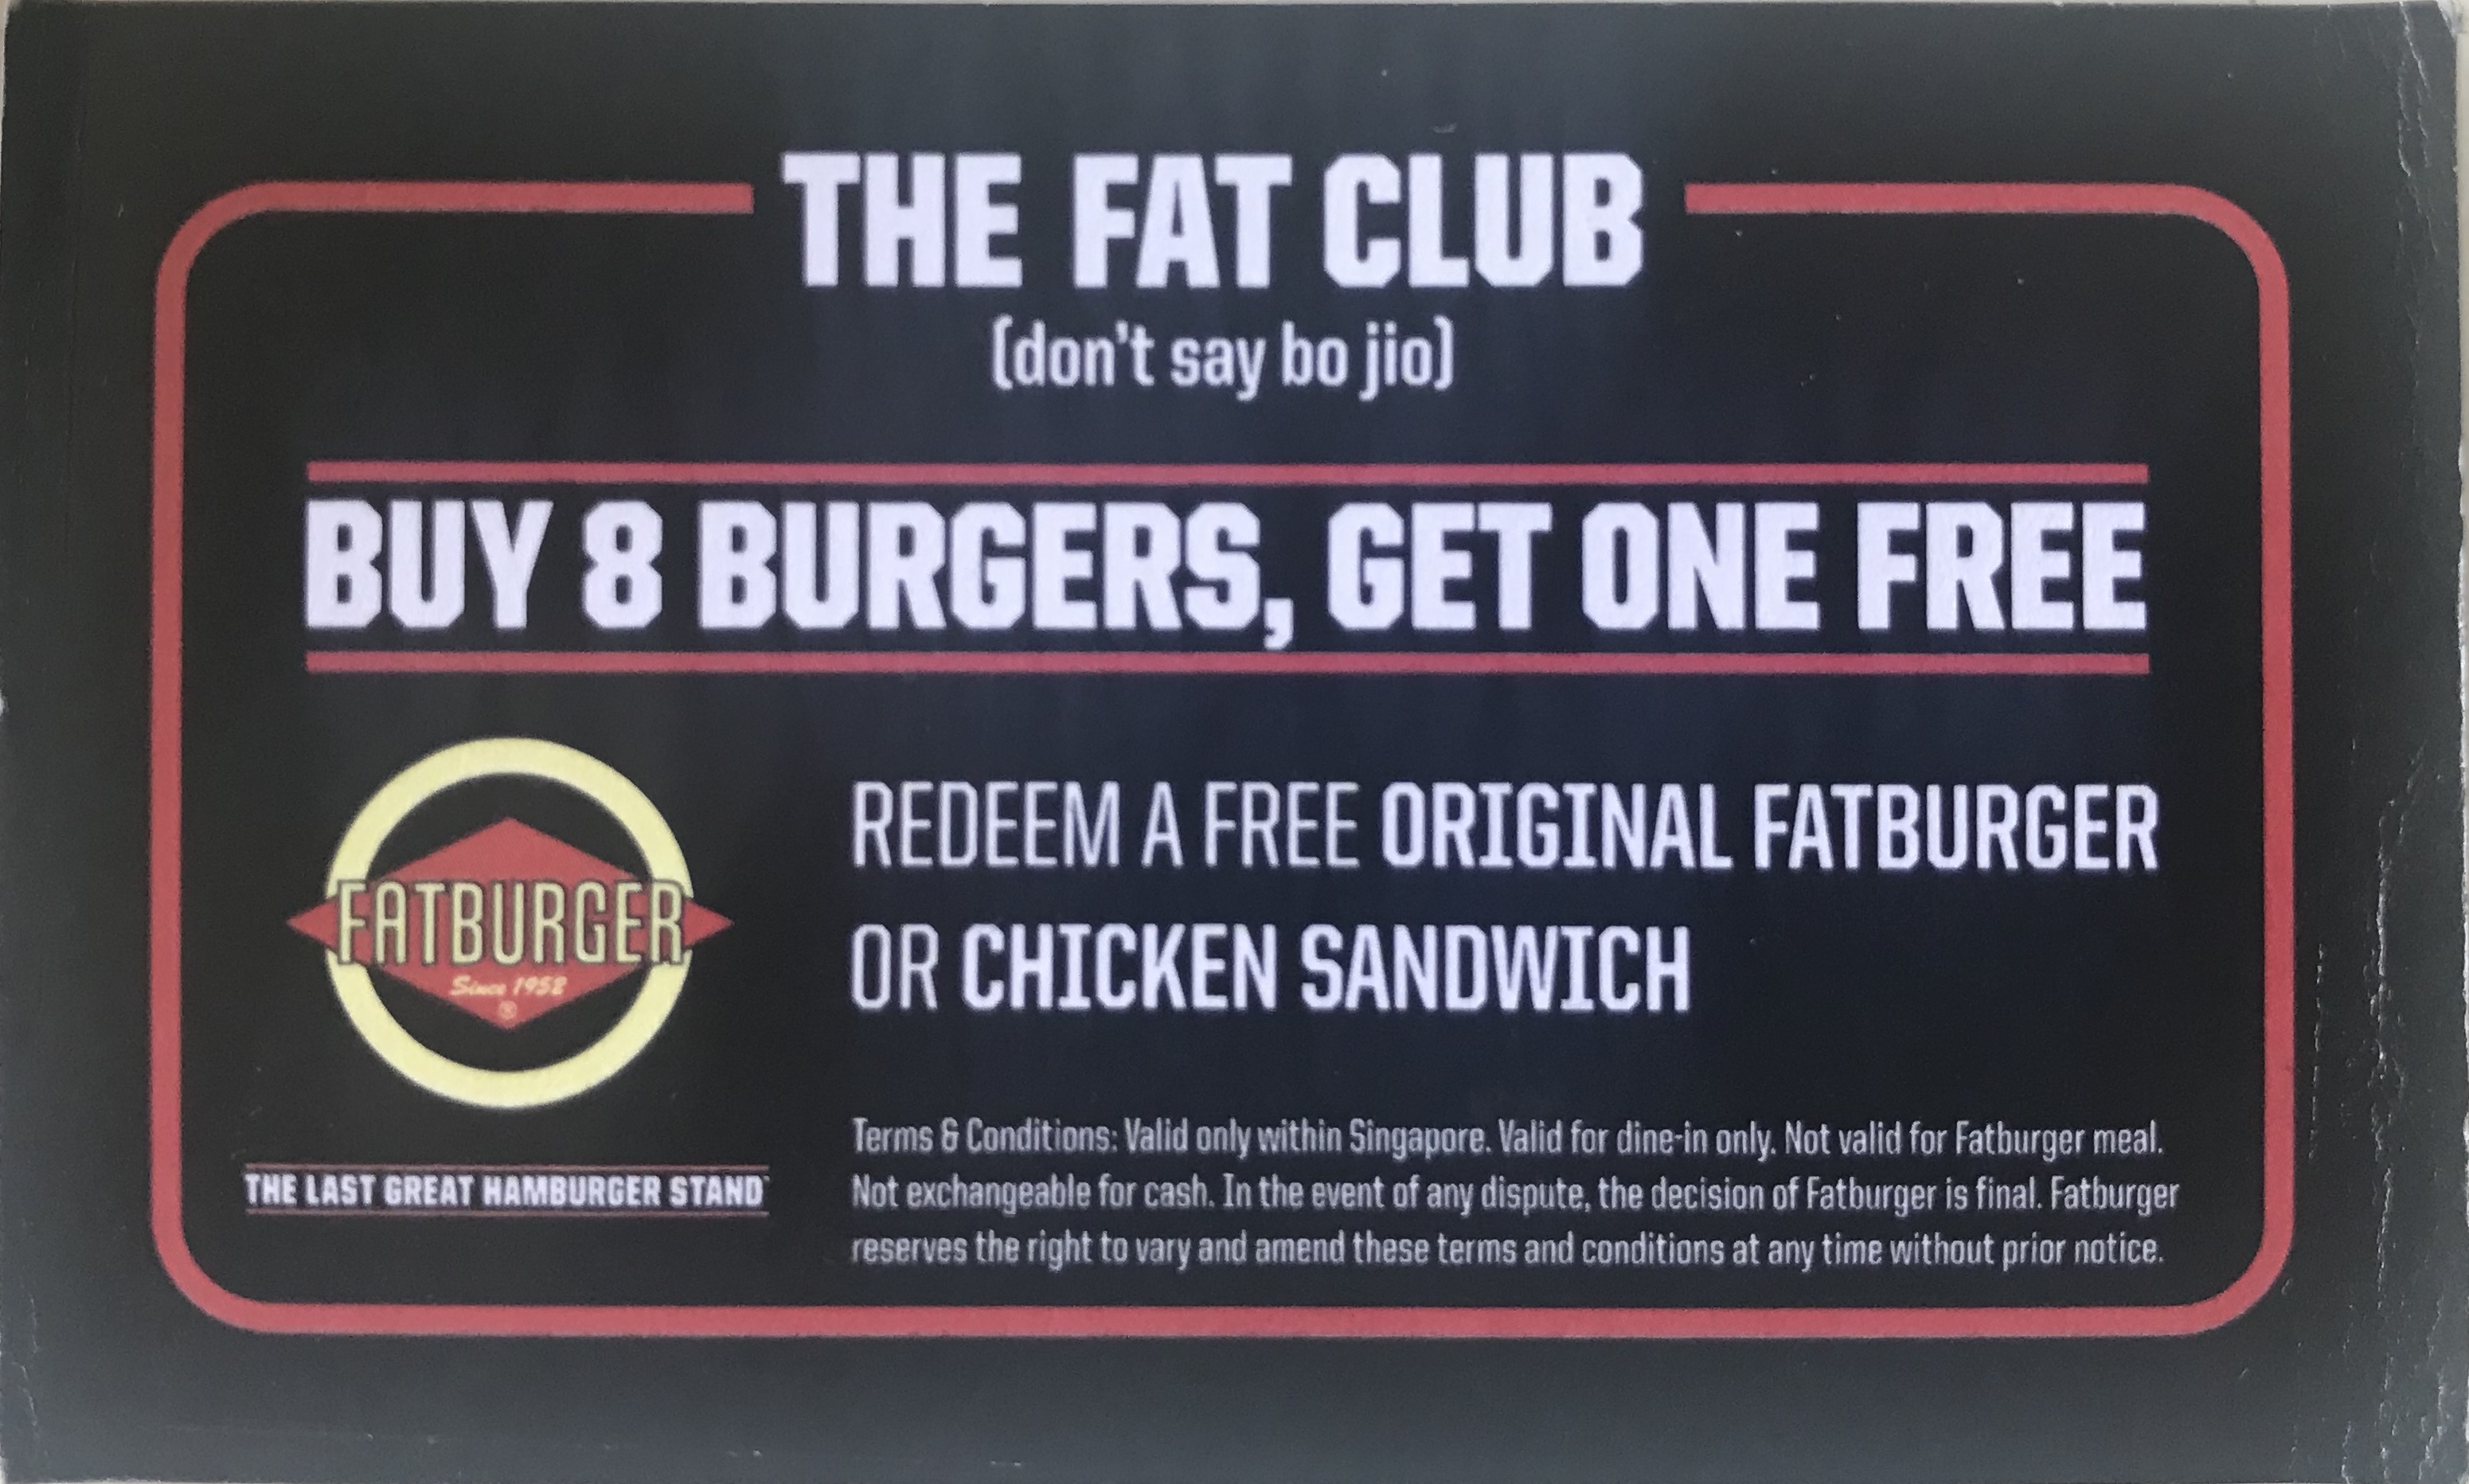 THE FAT CLUB
(don't say bo jio)
BUY 8 BURGERS, GET ONE FREE
FATBURGER
Since 1952
®
THE LAST GREAT HAMBURGER STAND
REDEEM A FREE ORIGINAL FATBURGER
OR CHICKEN SANDWICH
Terms & Conditions: Valid only within Singapore. Valid for dine-in only. Not valid for Fatburger meal.
Not exchangeable for cash. In the event of any dispute, the decision of Fatburger is final. Fatburger
reserves the right to vary and amend these terms and conditions at any time without prior notice.